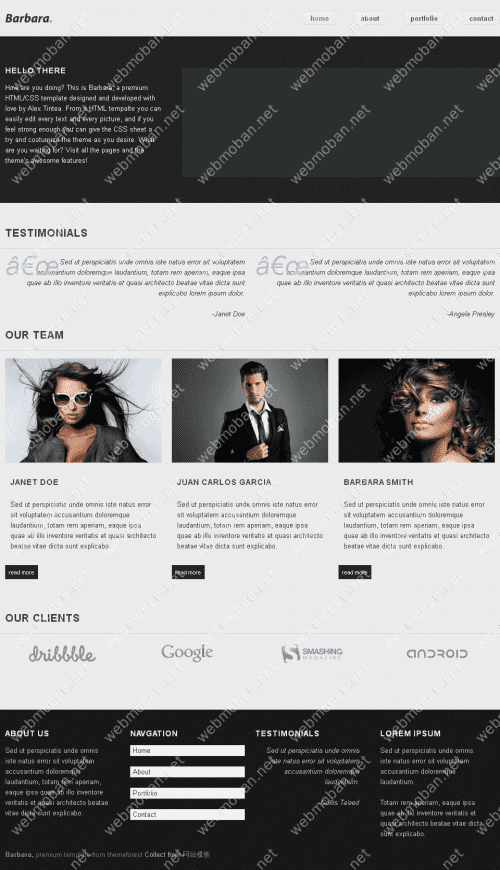 Barbara.
home about portfolio contact
HELLO THERE
How are you doing? This is Barbara, a premium
HTML/CSS template designed and developed with
love by Alex Tintea. From a HTML tempalte you can
easily edit every text and every picture, and if you
feel strong enough you can give the CSS sheet a
try and costumize the theme as you desire. What
are you waiting for? Visit all the pages and the
theme's awesome features!
TESTIMONIALS
“ Sed ut perspiciatis unde omnis iste natus error sit voluptatem
accusantium doloremque laudantium, totam rem aperiam, eaque ipsa
quae ab illo inventore veritatis et quasi architecto beatae vitae dicta sunt
explicabo lorem ipsum dolor.
-Janet Doe
“ Sed ut perspiciatis unde omnis iste natus error sit voluptatem
accusantium doloremque laudantium, totam rem aperiam, eaque ipsa
quae ab illo inventore veritatis et quasi architecto beatae vitae dicta sunt
explicabo lorem ipsum dolor.
-Angela Presley
OUR TEAM
JANET DOE
Sed ut perspiciatis unde omnis iste natus error
sit voluptatem accusantium doloremque
laudantium, totam rem aperiam, eaque ipsa
quae ab illo inventore veritatis et quasi architecto
beatae vitae dicta sunt explicabo.
read more
JUAN CARLOS GARCIA
Sed ut perspiciatis unde omnis iste natus error
sit voluptatem accusantium doloremque
laudantium, totam rem aperiam, eaque ipsa
quae ab illo inventore veritatis et quasi architecto
beatae vitae dicta sunt explicabo.
read more
BARBARA SMITH
Sed ut perspiciatis unde omnis iste natus error
sit voluptatem accusantium doloremque
laudantium, totam rem aperiam, eaque ipsa
quae ab illo inventore veritatis et quasi architecto
beatae vitae dicta sunt explicabo.
read more
OUR CLIENTS
dribbble
Google
SMASHING
MAGAZINE
android
ABOUT US
Sed ut perspiciatis unde omnis
iste natus error sit voluptatem
accusantium doloremque
laudantium, totam rem aperiam,
eaque ipsa quae ab illo inventore
veritatis et quasi architecto beatae
vitae dicta sunt explicabo.
NAVGATION
Home
About
Portfolio
Contact
TESTIMONIALS
Sed ut perspiciatis unde omnis
iste natus error sit voluptatem
accusantium doloremque
laudantium.
Taleed
LOREM IPSUM
Sed ut perspiciatis unde omnis
iste natus error sit voluptatem
accusantium doloremque
laudantium.
Totam rem aperiam, eaque ipsa
quae ab illo inventore veritatis et
quasi architecto beatae vitae dicta
sunt explicabo.
Barbara, premium template from themeforest Collect from 网站模板
webmoban.net